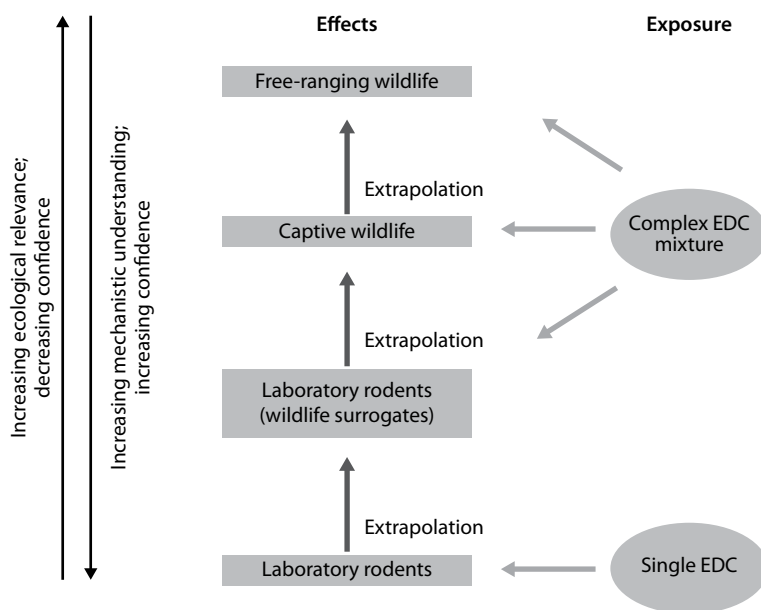 Effects
Exposure
Increasing ecological relevance;
decreasing confidence
Increasing mechanistic understanding;
increasing confidence
Free-ranging wildlife
Extrapolation
Captive wildlife
Complex EDC
mixture
Extrapolation
Laboratory rodents
(wildlife surrogates)
Extrapolation
Laboratory rodents
Single EDC